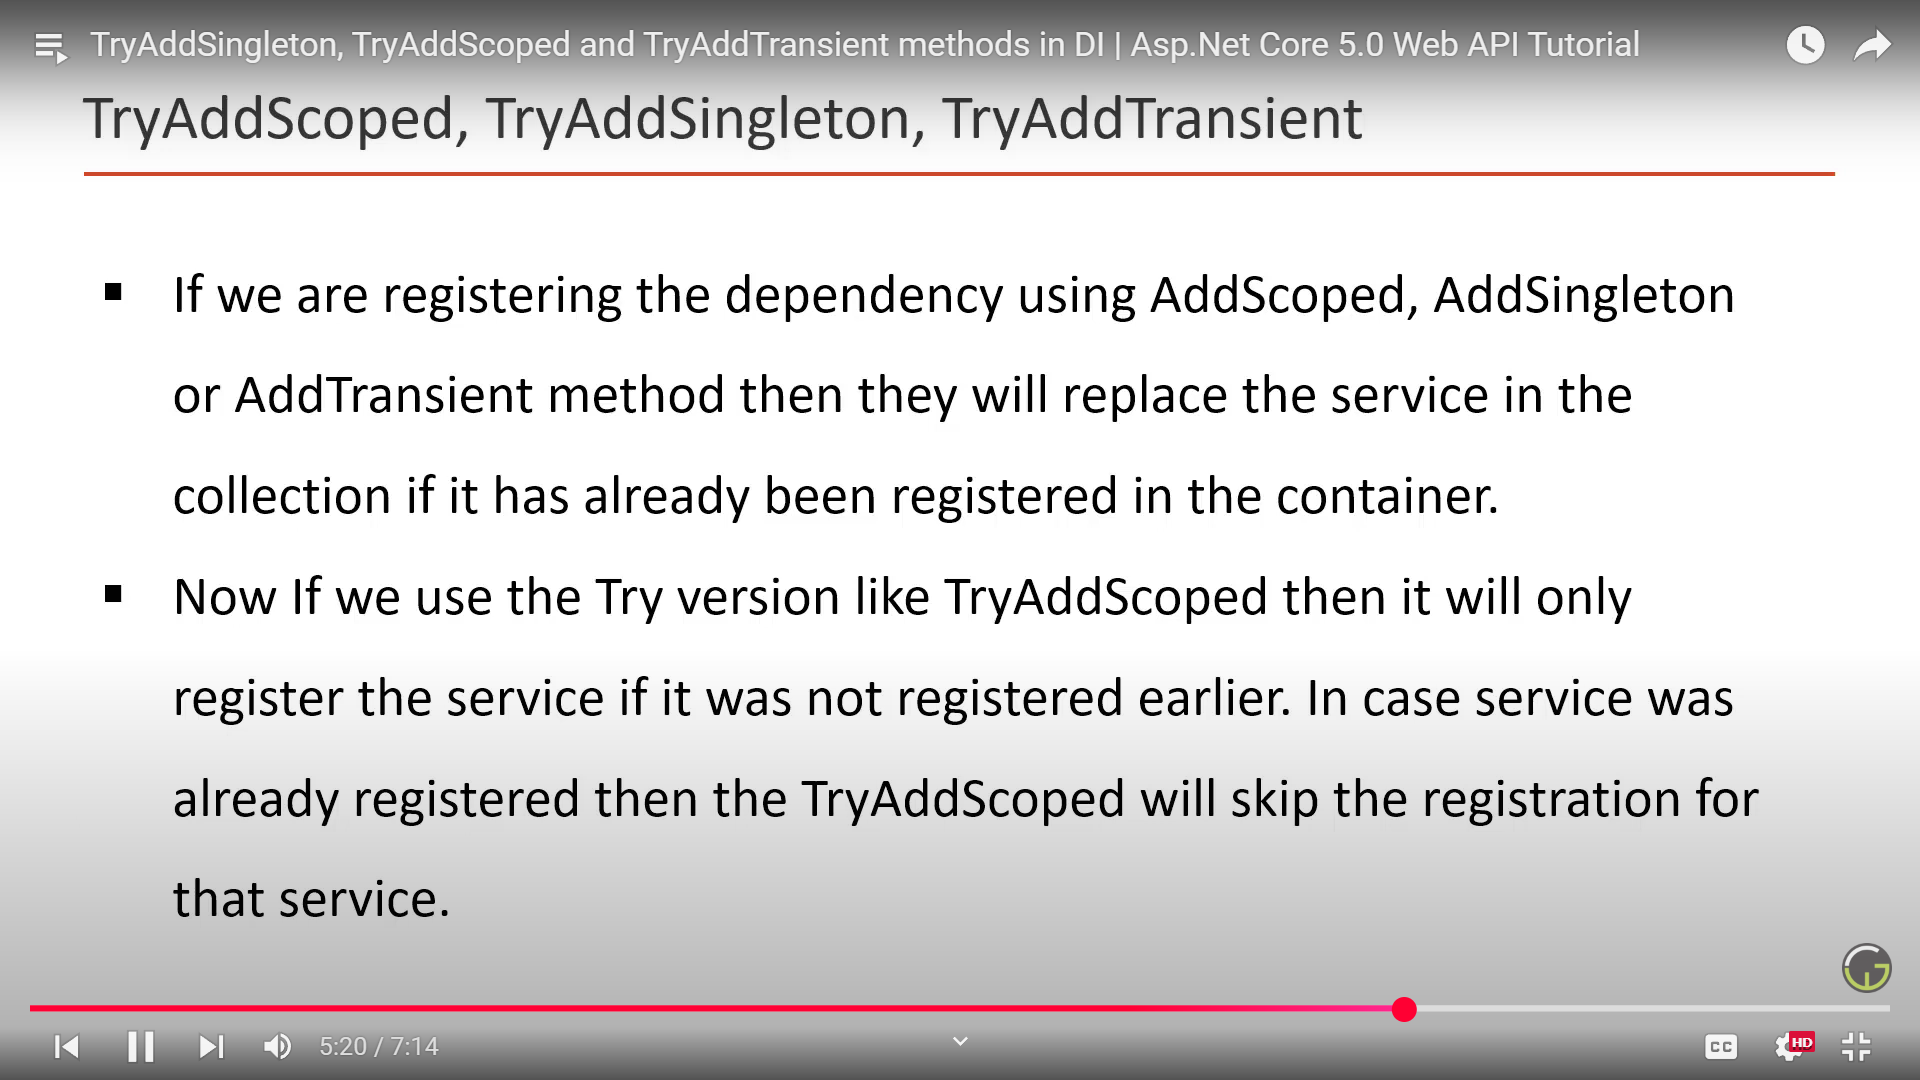 TryAddSingleton, TryAddScoped and TryAddTransient methods in DI | Asp.Net Core 5.0 Web API Tutorial
TryAddScoped, TryAddSingleton, TryAddTransient
▪ If we are registering the dependency using AddScoped, AddSingleton
or AddTransient method then they will replace the service in the
collection if it has already been registered in the container.
▪ Now If we use the Try version like TryAddScoped then it will only
register the service if it was not registered earlier. In case service was
already registered then the TryAddScoped will skip the registration for
that service.
5:20 / 7:14
CC
HD